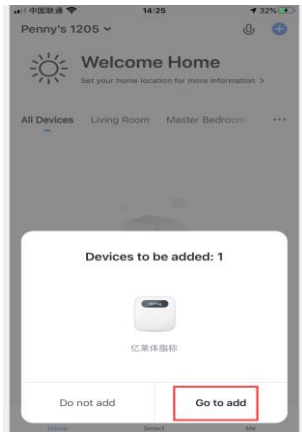 中国联通 14:25 32%
Penny's 1205
Welcome Home
Set your home location for more information >
All Devices Living Room Master Bedroom ...
Devices to be added: 1
亿莱体脂称
Do not add Go to add
Home Smart Me